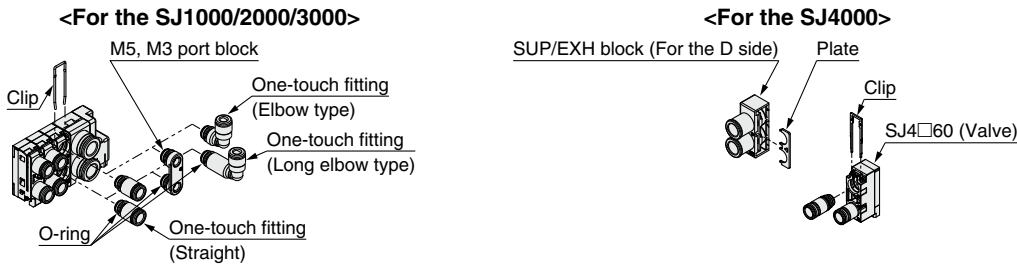 <For the SJ1000/2000/3000>
M5, M3 port block
Clip
One-touch fitting
(Elbow type)
One-touch fitting
(Long elbow type)
O-ring
One-touch fitting
(Straight)
<For the SJ4000>
SUP/EXH block (For the D side)
Plate
Clip
SJ4□60 (Valve)